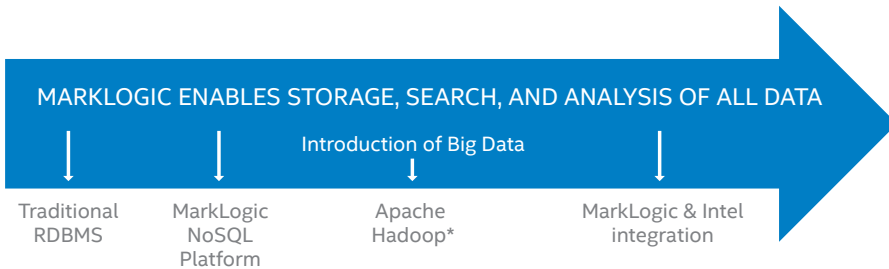 MARKLOGIC ENABLES STORAGE, SEARCH, AND ANALYSIS OF ALL DATA
Introduction of Big Data
Traditional
RDBMS
MarkLogic
NoSQL
Platform
Apache
Hadoop*
MarkLogic & Intel
integration